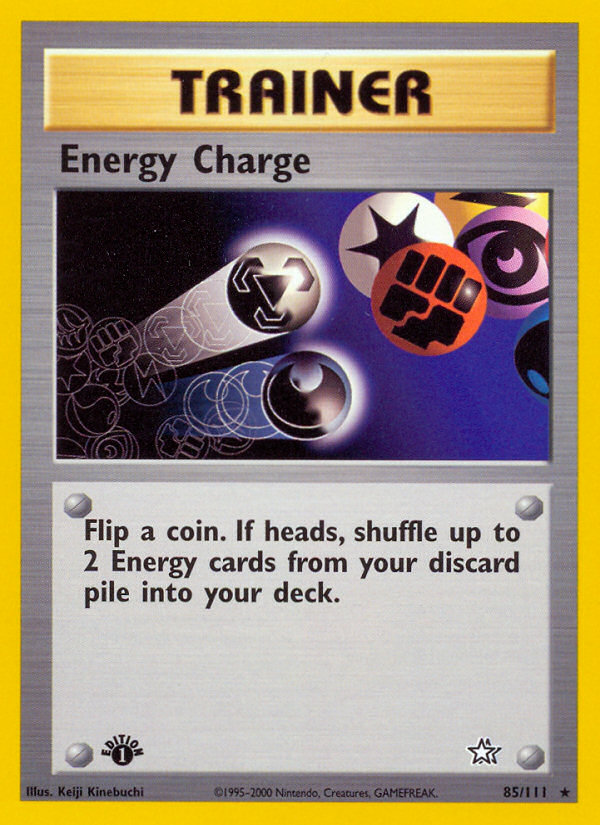 TRAINER
Energy Charge
Flip a coin. If heads, shuffle up to
2 Energy cards from your discard
pile into your deck.
EDITION
1
Illus. Keiji Kinebuchi ©1995-2000 Nintendo, Creatures, GAMEFREAK. 85/111 ★